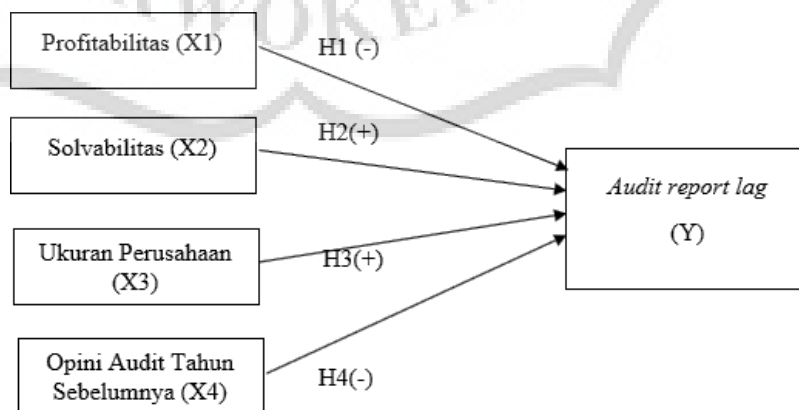 Profitabilitas (X1)
H1 (-)
Solvabilitas (X2)
H2(+)
Ukuran Perusahaan
(X3)
H3(+)
Opini Audit Tahun
Sebelumnya (X4)
H4(-)
Audit report lag
(Y)